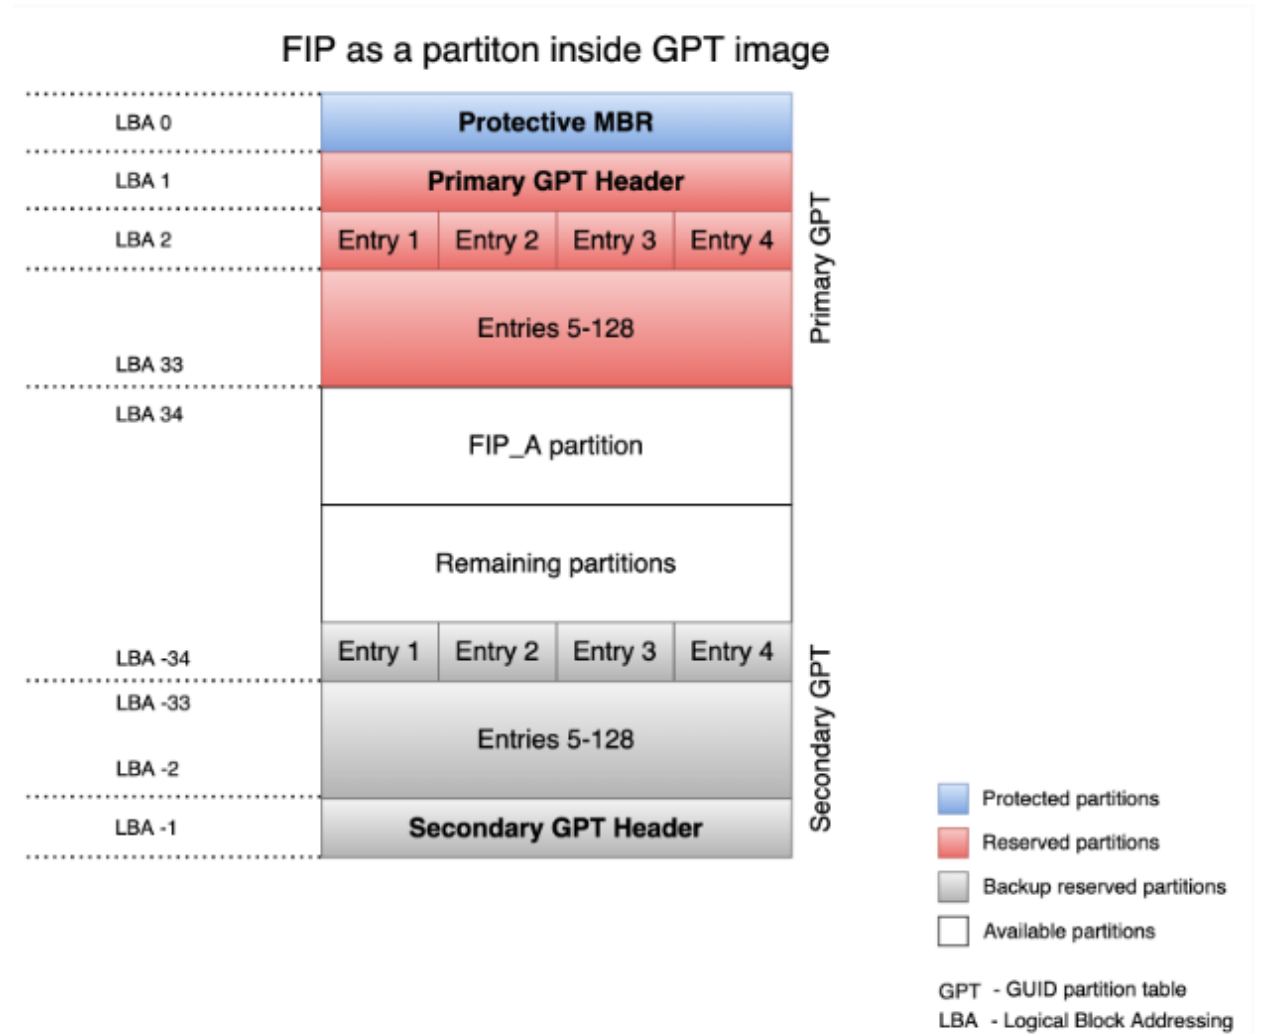 FIP as a partiton inside GPT image
LBA 0
Protective MBR
LBA 1
Primary GPT Header
LBA 2
Entry 1
Entry 2
Entry 3
Entry 4
Entries 5-128
LBA 33
Primary GPT
LBA 34
FIP_A partition
Remaining partitions
LBA -34
Entry 1
Entry 2
Entry 3
Entry 4
LBA -33
Entries 5-128
LBA -2
LBA -1
Secondary GPT Header
Secondary GPT
Protected partitions
Reserved partitions
Backup reserved partitions
Available partitions
GPT - GUID partition table
LBA - Logical Block Addressing